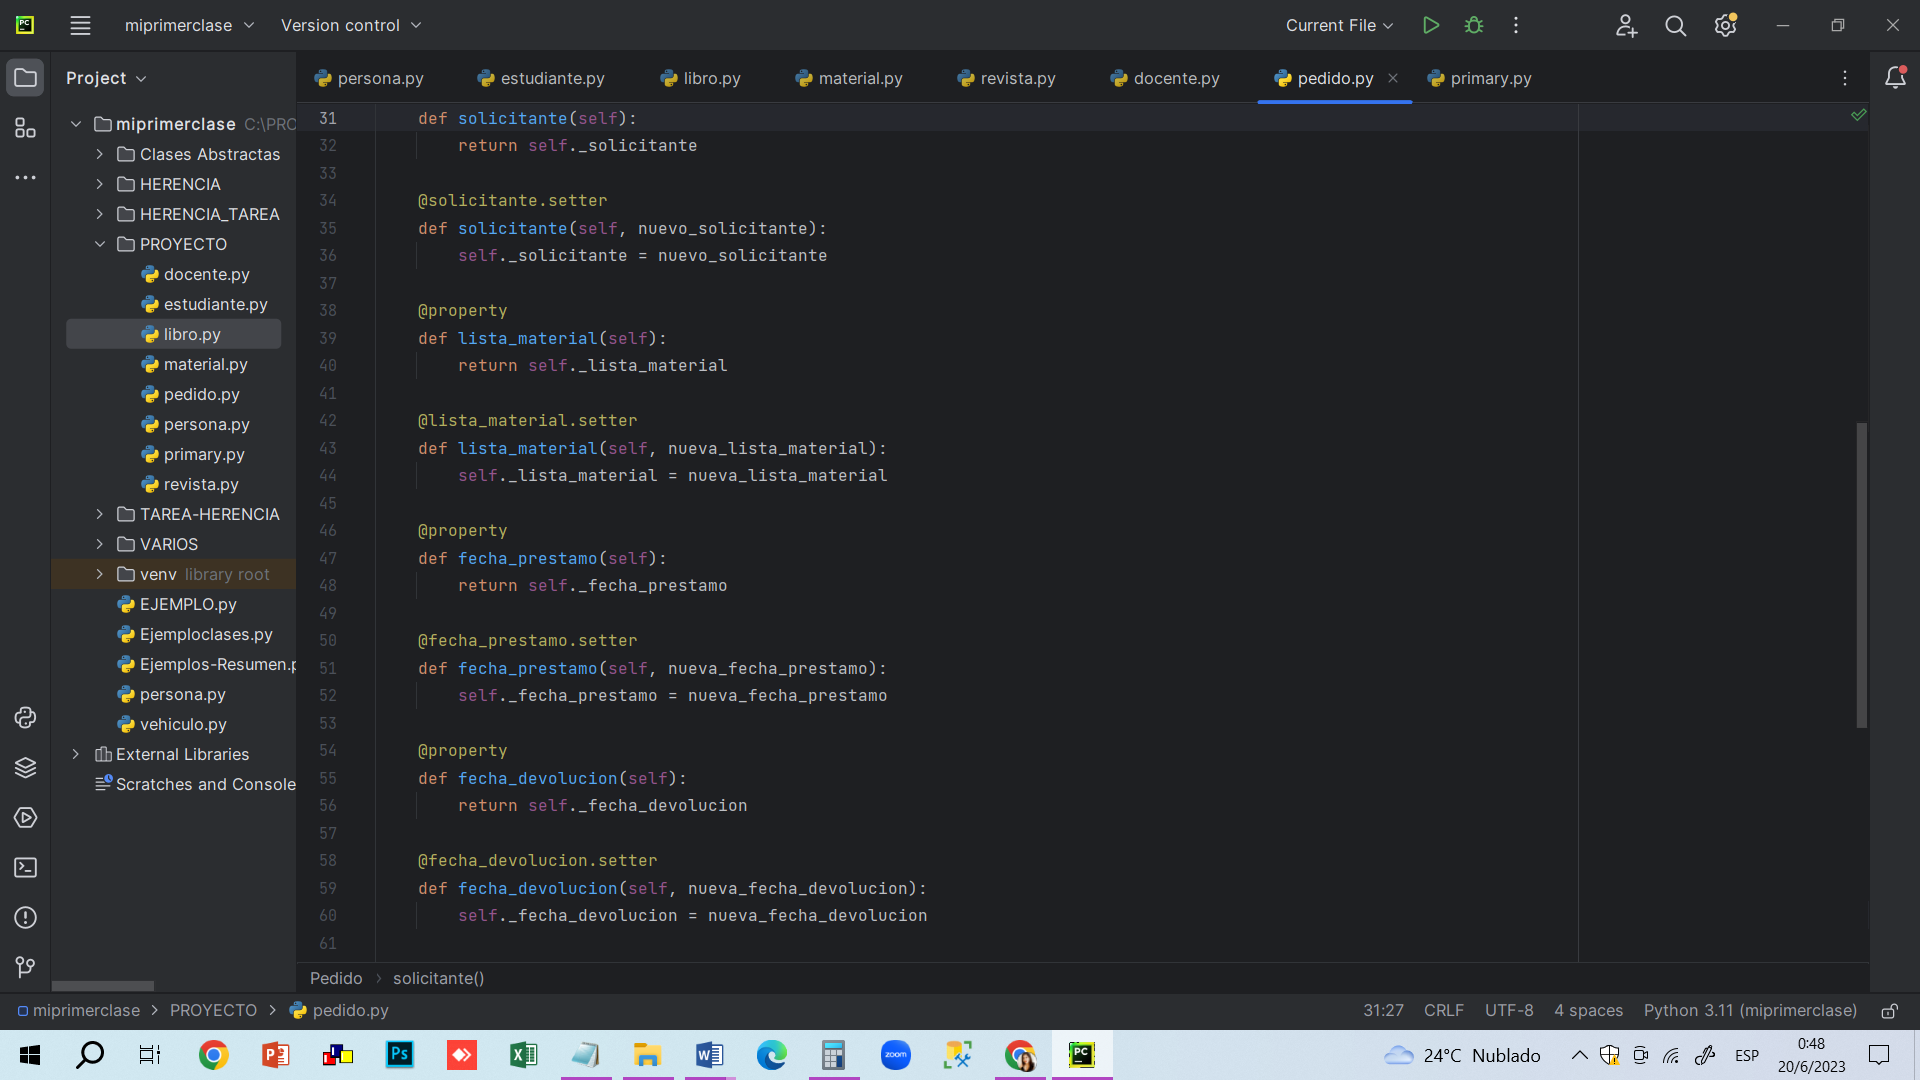 miprimerclase
Version control
Current File
Project
persona.py
estudiante.py
libro.py
material.py
revista.py
docente.py
pedido.py
primary.py
miprimerclase C:\PRO
Clases Abstractas
HERENCIA
HERENCIA_TAREA
PROYECTO
docente.py
estudiante.py
libro.py
material.py
pedido.py
persona.py
primary.py
revista.py
TAREA-HERENCIA
VARIOS
venv library root
EJEMPLO.py
Ejemploclases.py
Ejemplos-Resumen.p
persona.py
vehiculo.py
External Libraries
Scratches and Console
31 def solicitante(self):
32 return self._solicitante
33
34 @solicitante.setter
35 def solicitante(self, nuevo_solicitante):
36 self._solicitante = nuevo_solicitante
37
38 @property
39 def lista_material(self):
40 return self._lista_material
41
42 @lista_material.setter
43 def lista_material(self, nueva_lista_material):
44 self._lista_material = nueva_lista_material
45
46 @property
47 def fecha_prestamo(self):
48 return self._fecha_prestamo
49
50 @fecha_prestamo.setter
51 def fecha_prestamo(self, nueva_fecha_prestamo):
52 self._fecha_prestamo = nueva_fecha_prestamo
53
54 @property
55 def fecha_devolucion(self):
56 return self._fecha_devolucion
57
58 @fecha_devolucion.setter
59 def fecha_devolucion(self, nueva_fecha_devolucion):
60 self._fecha_devolucion = nueva_fecha_devolucion
61
Pedido > solicitante()
miprimerclase > PROYECTO > pedido.py
31:27 CRLF UTF-8 4 spaces Python 3.11 (miprimerclase)
24°C Nublado
ESP
0:48
20/6/2023